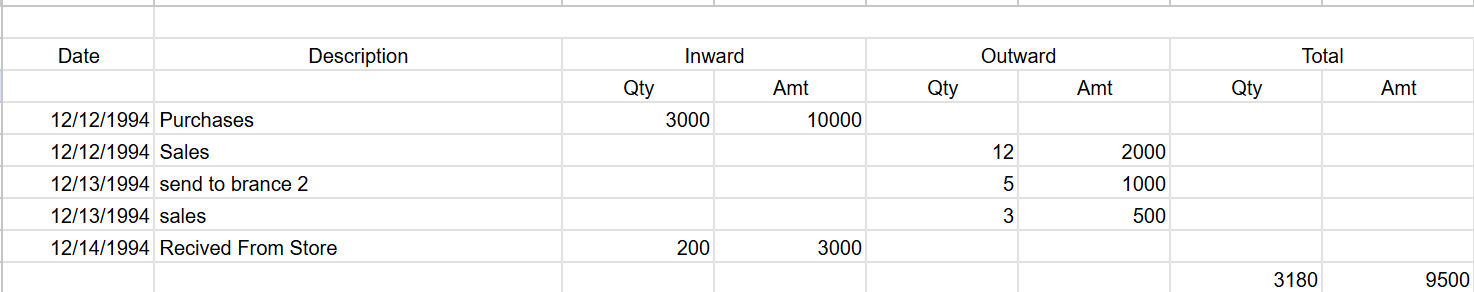 Date Description Inward Outward Total
Qty Amt Qty Amt Qty Amt
12/12/1994 Purchases 3000 10000
12/12/1994 Sales 12 2000
12/13/1994 send to brance 2 5 1000
12/13/1994 sales 3 500
12/14/1994 Recived From Store 200 3000
3180 9500